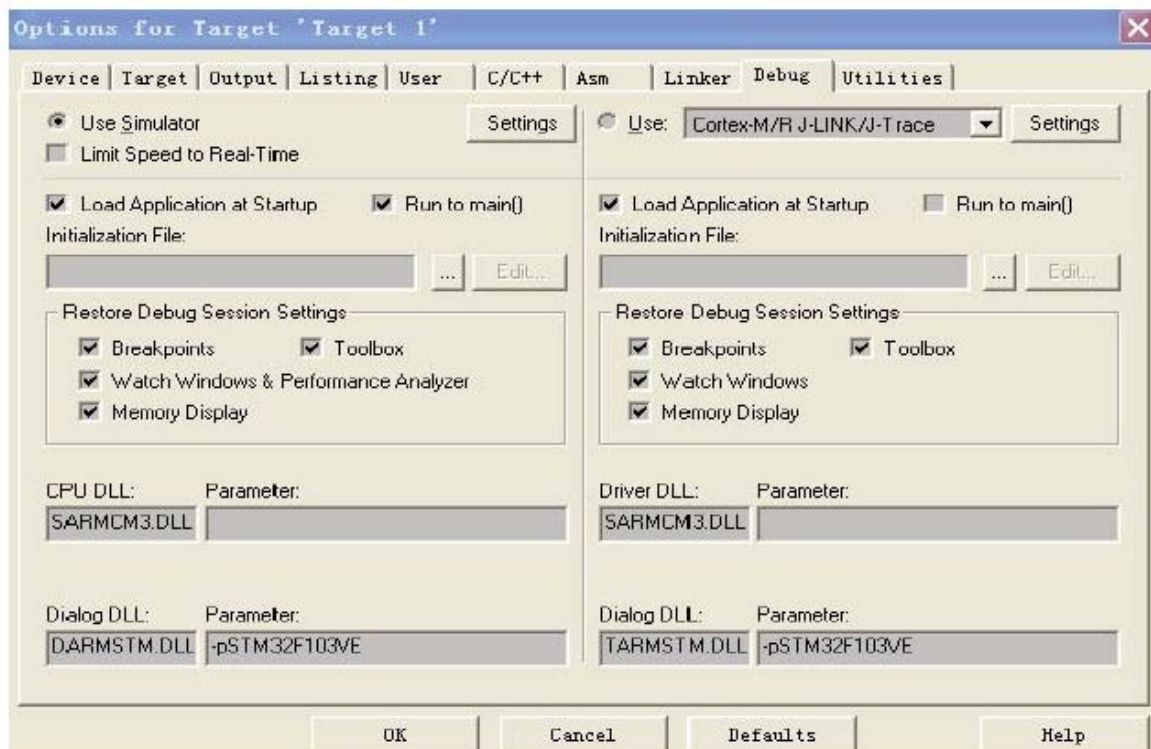 Options for Target 'Target 1'
Device Target Output Listing User C/C++ Asm Linker Debug Utilities
Use Simulator Settings
Limit Speed to Real-Time
Use: Cortex-M/R J-LINK/J-Trace Settings
Load Application at Startup Run to main()
Initialization File:
... Edit...
Restore Debug Session Settings
Breakpoints Toolbox
Watch Windows & Performance Analyzer
Memory Display
CPU DLL: Parameter:
SARMCM3.DLL
Dialog DLL: Parameter:
DARMSTM.DLL -pSTM32F103VE
Load Application at Startup Run to main()
Initialization File:
... Edit...
Restore Debug Session Settings
Breakpoints Toolbox
Watch Windows
Memory Display
Driver DLL: Parameter:
SARMCM3.DLL
Dialog DLL: Parameter:
TARMSTM.DLL -pSTM32F103VE
OK Cancel Defaults Help